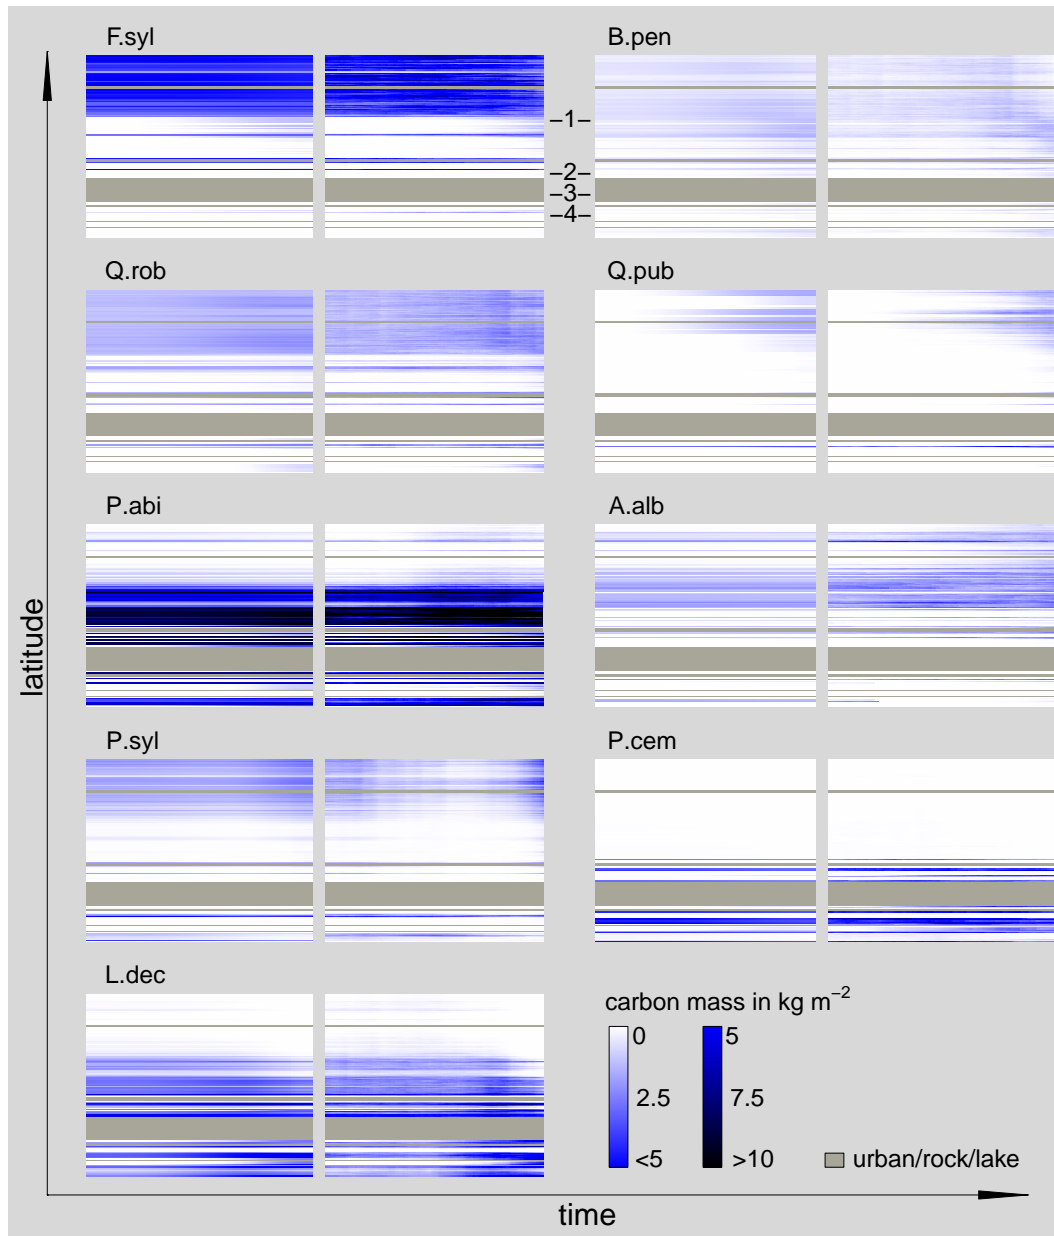 F.syl
B.pen
–1–
–2–
–3–
–4–
Q.rob
Q.pub
P.abi
A.alb
latitude
P.syl
P.cem
L.dec
carbon mass in kg m⁻²
0 5
2.5 7.5
<5 >10
urban/rock/lake
time